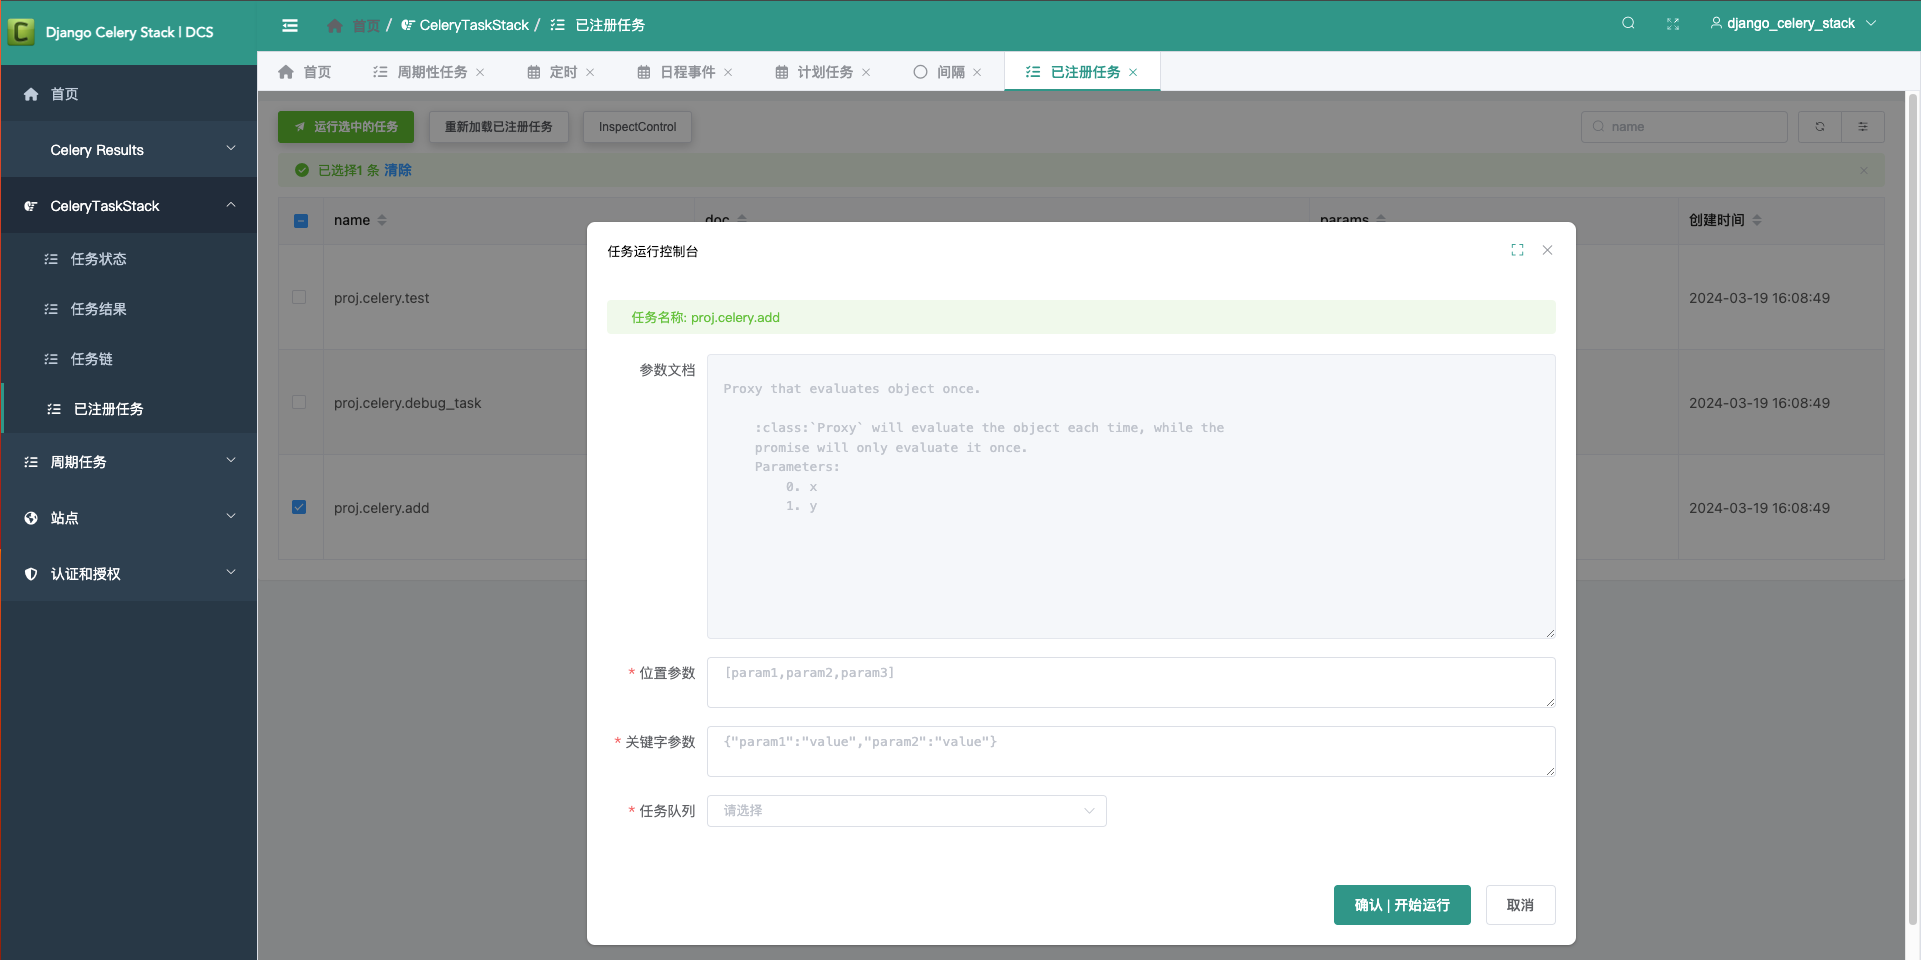 Django Celery Stack | DCS
首页 / CeleryTaskStack / 已注册任务
django_celery_stack
首页 周期性任务 定时 日程事件 计划任务 间隔 已注册任务
首页
Celery Results
CeleryTaskStack
任务状态
任务结果
任务链
已注册任务
周期任务
站点
认证和授权
运行选中的任务 重新加载已注册任务 InspectControl name
已选择1 条 清除
name doc params 创建时间
proj.celery.test 2024-03-19 16:08:49
proj.celery.debug_task 2024-03-19 16:08:49
proj.celery.add 2024-03-19 16:08:49
任务运行控制台
任务名称: proj.celery.add
参数文档
Proxy that evaluates object once.
:class:`Proxy` will evaluate the object each time, while the
promise will only evaluate it once.
Parameters:
0. x
1. y
* 位置参数 [param1,param2,param3]
* 关键字参数 {"param1":"value","param2":"value"}
* 任务队列 请选择
确认 | 开始运行 取消